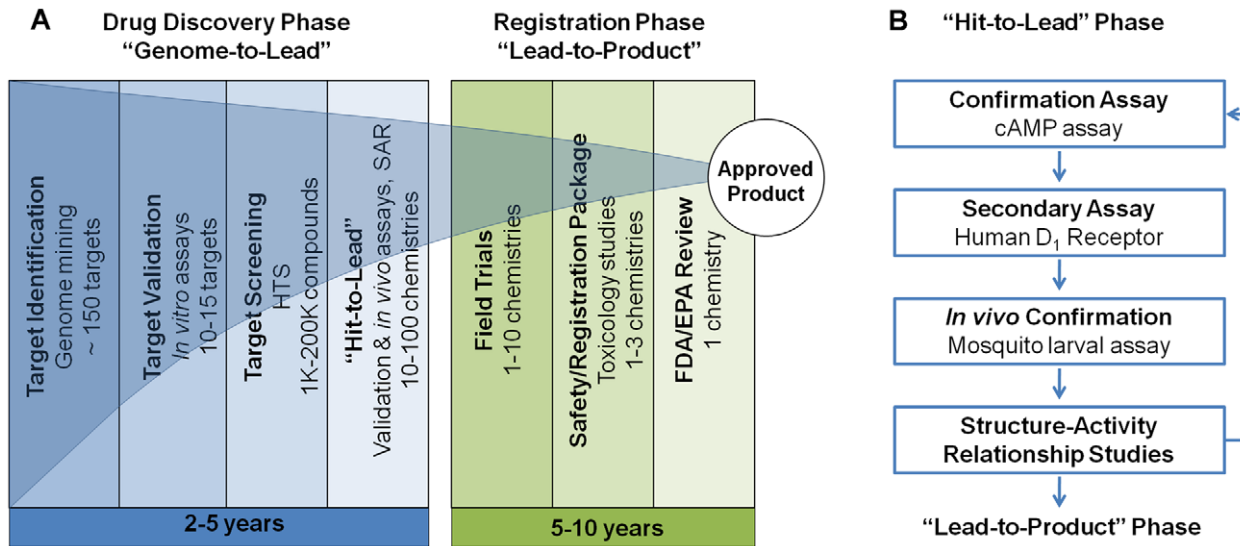 A
Drug Discovery Phase
“Genome-to-Lead”
Target Identification
Genome mining
~ 150 targets
Target Validation
In vitro assays
10-15 targets
Target Screening
HTS
1K-200K compounds
“Hit-to-Lead”
Validation & in vivo assays, SAR
10-100 chemistries
2-5 years
Registration Phase
“Lead-to-Product”
Field Trials
1-10 chemistries
Safety/Registration Package
Toxicology studies
1-3 chemistries
FDA/EPA Review
1 chemistry
5-10 years
Approved
Product
B
“Hit-to-Lead” Phase
Confirmation Assay
cAMP assay
Secondary Assay
Human D₁ Receptor
In vivo Confirmation
Mosquito larval assay
Structure-Activity
Relationship Studies
“Lead-to-Product” Phase